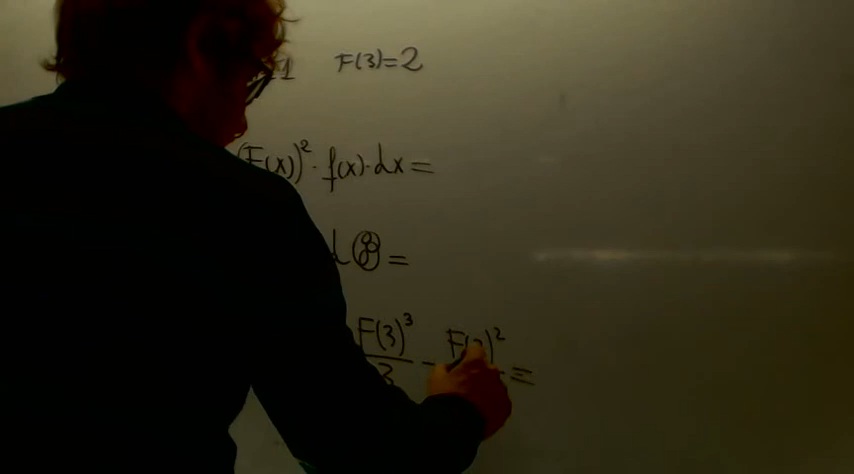 1 F(3)=2
(F(x))²·f(x)·dx=
=
F(3)³/3 - F( )² =